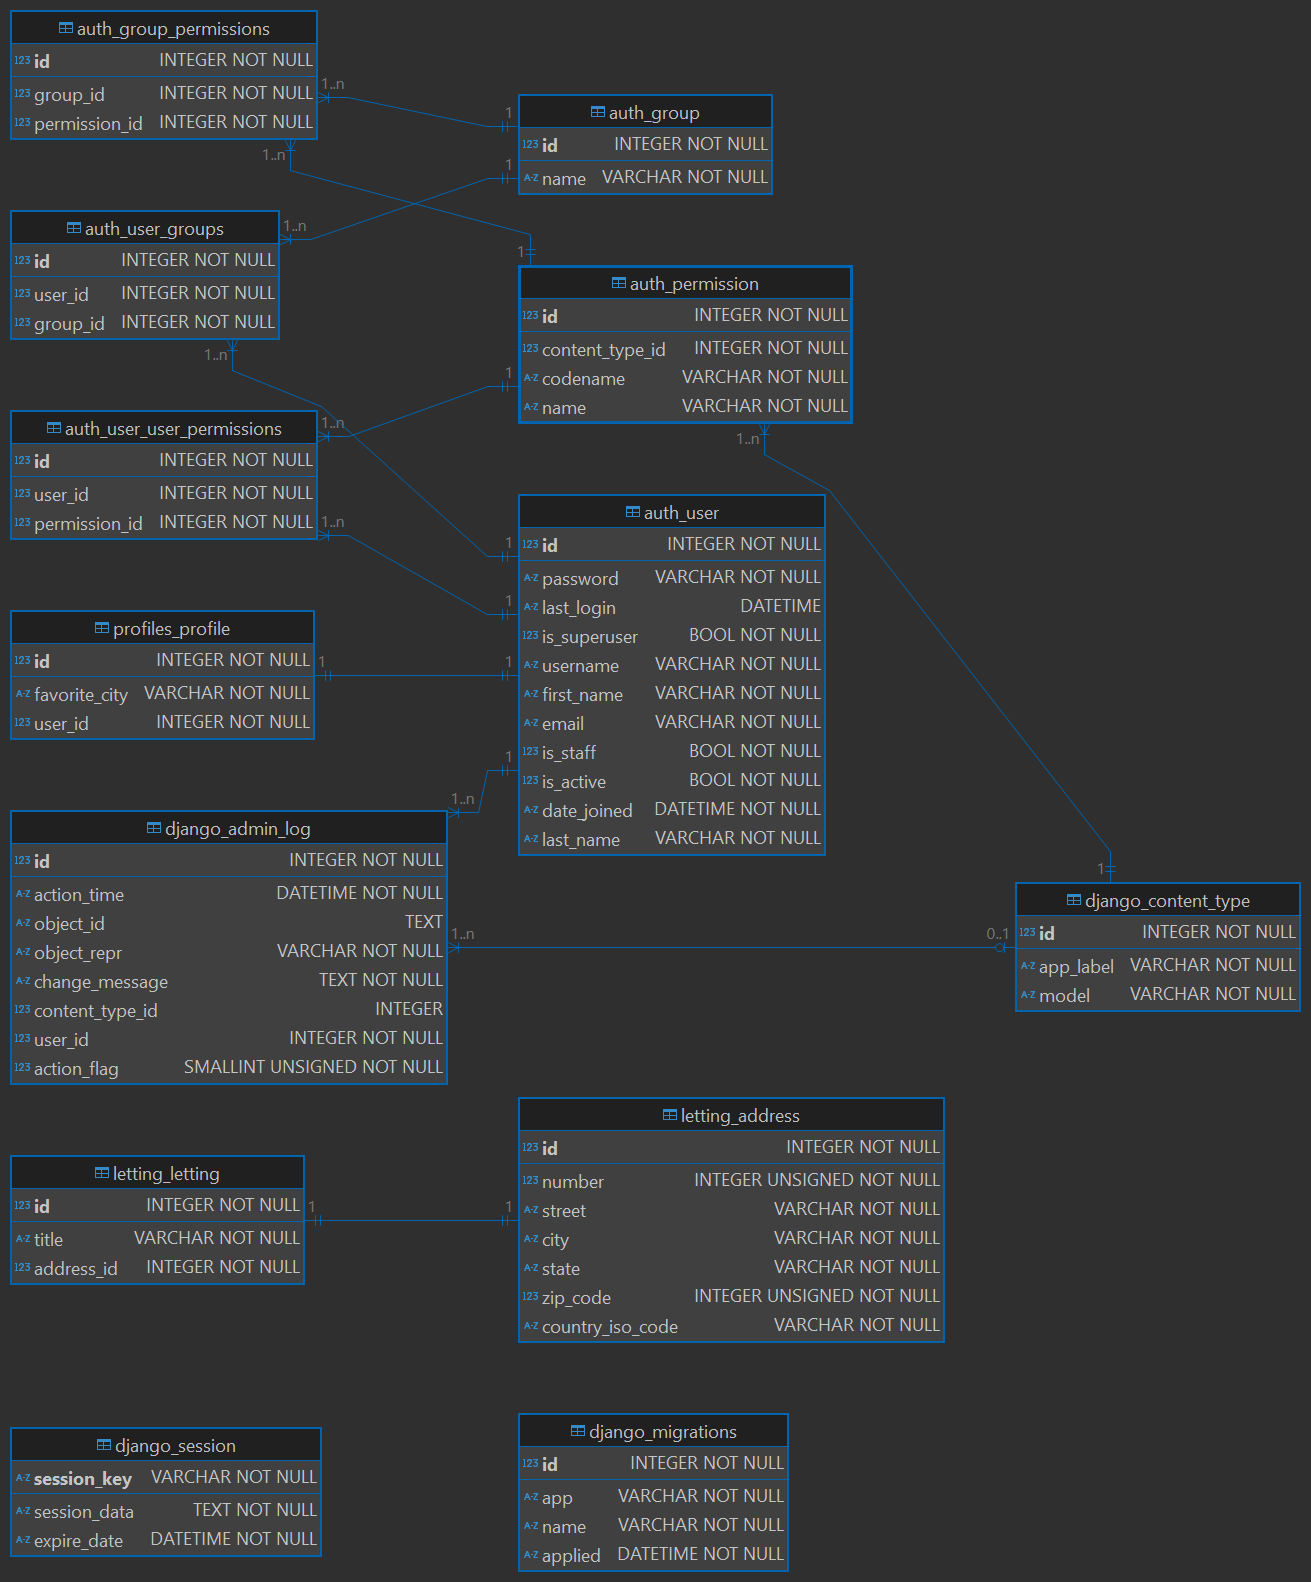 auth_group_permissions
123 id INTEGER NOT NULL
123 group_id INTEGER NOT NULL
123 permission_id INTEGER NOT NULL
1..n
1
1..n
auth_group
123 id INTEGER NOT NULL
A-Z name VARCHAR NOT NULL
1
auth_user_groups
123 id INTEGER NOT NULL
123 user_id INTEGER NOT NULL
123 group_id INTEGER NOT NULL
1..n
1..n
1
auth_permission
123 id INTEGER NOT NULL
123 content_type_id INTEGER NOT NULL
A-Z codename VARCHAR NOT NULL
A-Z name VARCHAR NOT NULL
1
1..n
auth_user_user_permissions
123 id INTEGER NOT NULL
123 user_id INTEGER NOT NULL
123 permission_id INTEGER NOT NULL
1..n
1..n
auth_user
123 id INTEGER NOT NULL
A-Z password VARCHAR NOT NULL
A-Z last_login DATETIME
123 is_superuser BOOL NOT NULL
A-Z username VARCHAR NOT NULL
A-Z first_name VARCHAR NOT NULL
A-Z email VARCHAR NOT NULL
123 is_staff BOOL NOT NULL
123 is_active BOOL NOT NULL
A-Z date_joined DATETIME NOT NULL
A-Z last_name VARCHAR NOT NULL
1
1
1
1
profiles_profile
123 id INTEGER NOT NULL
A-Z favorite_city VARCHAR NOT NULL
123 user_id INTEGER NOT NULL
1
django_admin_log
123 id INTEGER NOT NULL
A-Z action_time DATETIME NOT NULL
A-Z object_id TEXT
A-Z object_repr VARCHAR NOT NULL
A-Z change_message TEXT NOT NULL
123 content_type_id INTEGER
123 user_id INTEGER NOT NULL
123 action_flag SMALLINT UNSIGNED NOT NULL
1..n
1..n
0..1
1
django_content_type
123 id INTEGER NOT NULL
A-Z app_label VARCHAR NOT NULL
A-Z model VARCHAR NOT NULL
letting_address
123 id INTEGER NOT NULL
123 number INTEGER UNSIGNED NOT NULL
A-Z street VARCHAR NOT NULL
A-Z city VARCHAR NOT NULL
A-Z state VARCHAR NOT NULL
123 zip_code INTEGER UNSIGNED NOT NULL
A-Z country_iso_code VARCHAR NOT NULL
letting_letting
123 id INTEGER NOT NULL
A-Z title VARCHAR NOT NULL
123 address_id INTEGER NOT NULL
1
1
django_session
A-Z session_key VARCHAR NOT NULL
A-Z session_data TEXT NOT NULL
A-Z expire_date DATETIME NOT NULL
django_migrations
123 id INTEGER NOT NULL
A-Z app VARCHAR NOT NULL
A-Z name VARCHAR NOT NULL
A-Z applied DATETIME NOT NULL